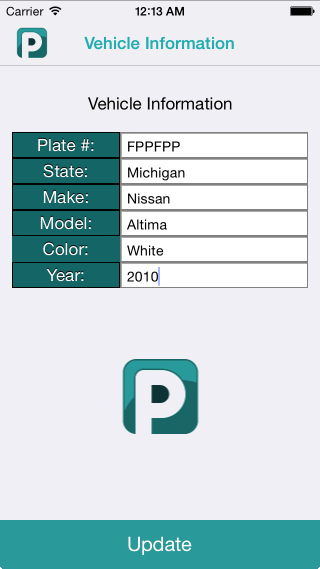 Carrier 12:13 AM
P Vehicle Information
Vehicle Information
Plate #: FPPFPP
State: Michigan
Make: Nissan
Model: Altima
Color: White
Year: 2010
P
Update